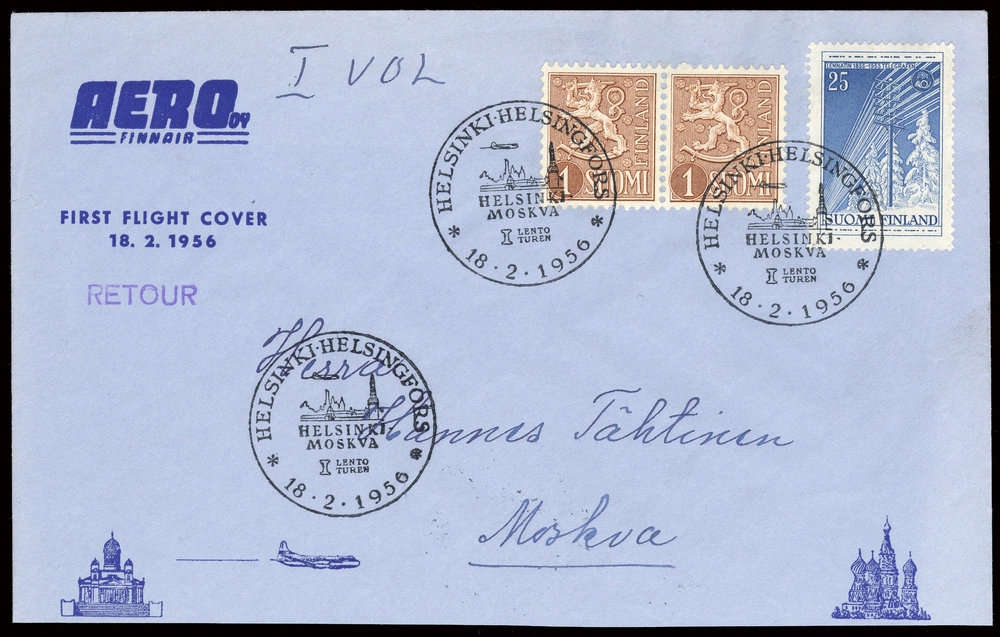 I VOL
AERO OY
FINNAIR
FIRST FLIGHT COVER
18. 2. 1956
RETOUR
1 SUOMI FINLAND
1 SUOMI FINLAND
25
SUOMI FINLAND
HELSINKI·HELSINGFORS
HELSINKI-
MOSKVA
I LENTO
TUREN
* 18·2·1956 *
HELSINKI·HELSINGFORS
HELSINKI-
MOSKVA
I LENTO
TUREN
* 18·2·1956 *
Herra
HELSINKI·HELSINGFORS
HELSINKI-
MOSKVA
I LENTO
TUREN
* 18·2·1956 *
Hannes Tähtinen
Moskva